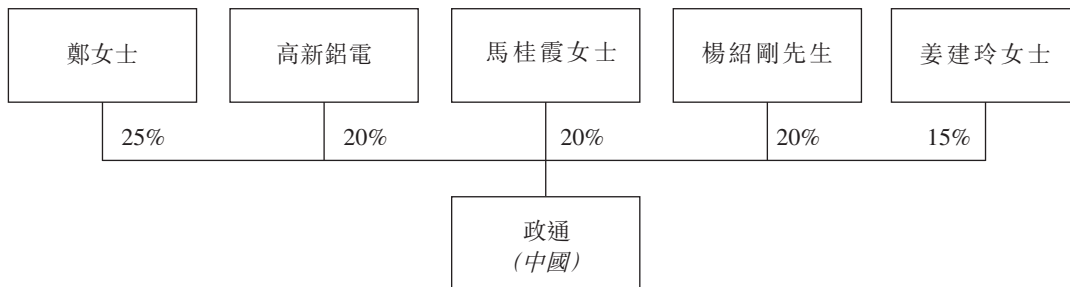 鄭女士
高新鋁電
馬桂霞女士
楊紹剛先生
姜建玲女士
25%
20%
20%
20%
15%
政通
(中國)